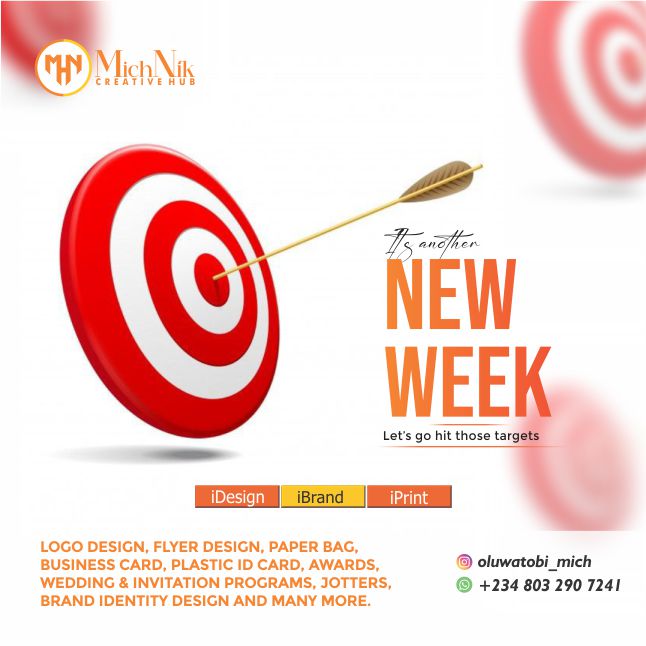 MHN
MichNik
CREATIVE HUB
It's another
NEW
WEEK
Let's go hit those targets
iDesign iBrand iPrint
LOGO DESIGN, FLYER DESIGN, PAPER BAG,
BUSINESS CARD, PLASTIC ID CARD, AWARDS,
WEDDING & INVITATION PROGRAMS, JOTTERS,
BRAND IDENTITY DESIGN AND MANY MORE.
oluwatobi_mich
+234 803 290 7241